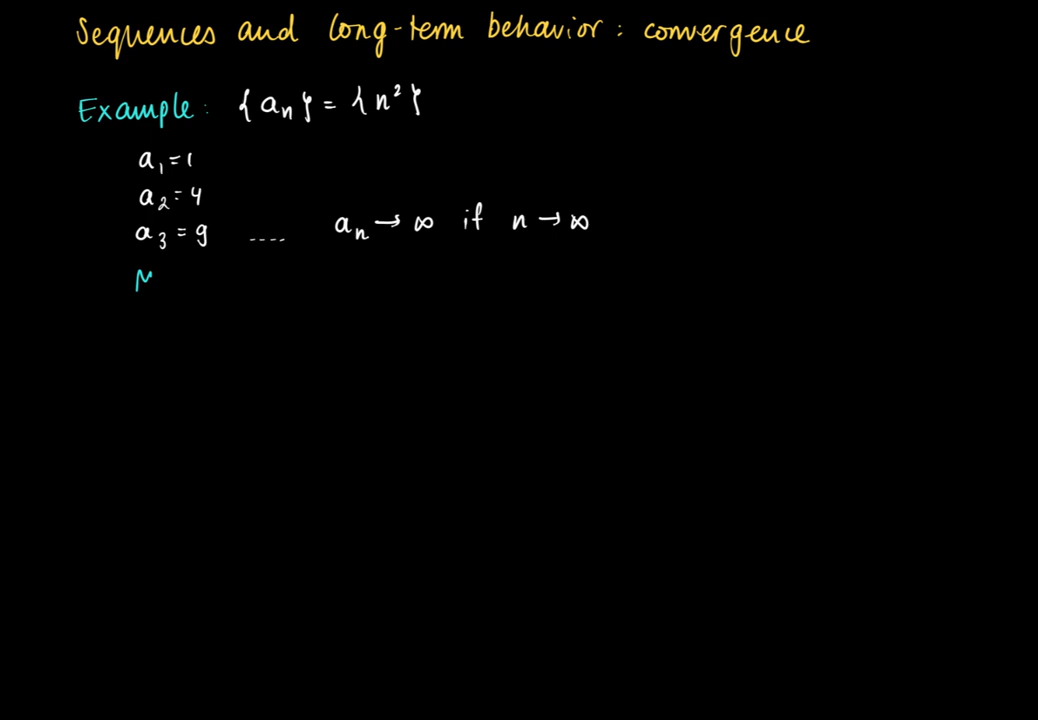 Sequences and long-term behavior: convergence
Example: {aₙ} = {n²}
a₁=1
a₂=4
a₃=9 .... aₙ→∞ if n→∞
N